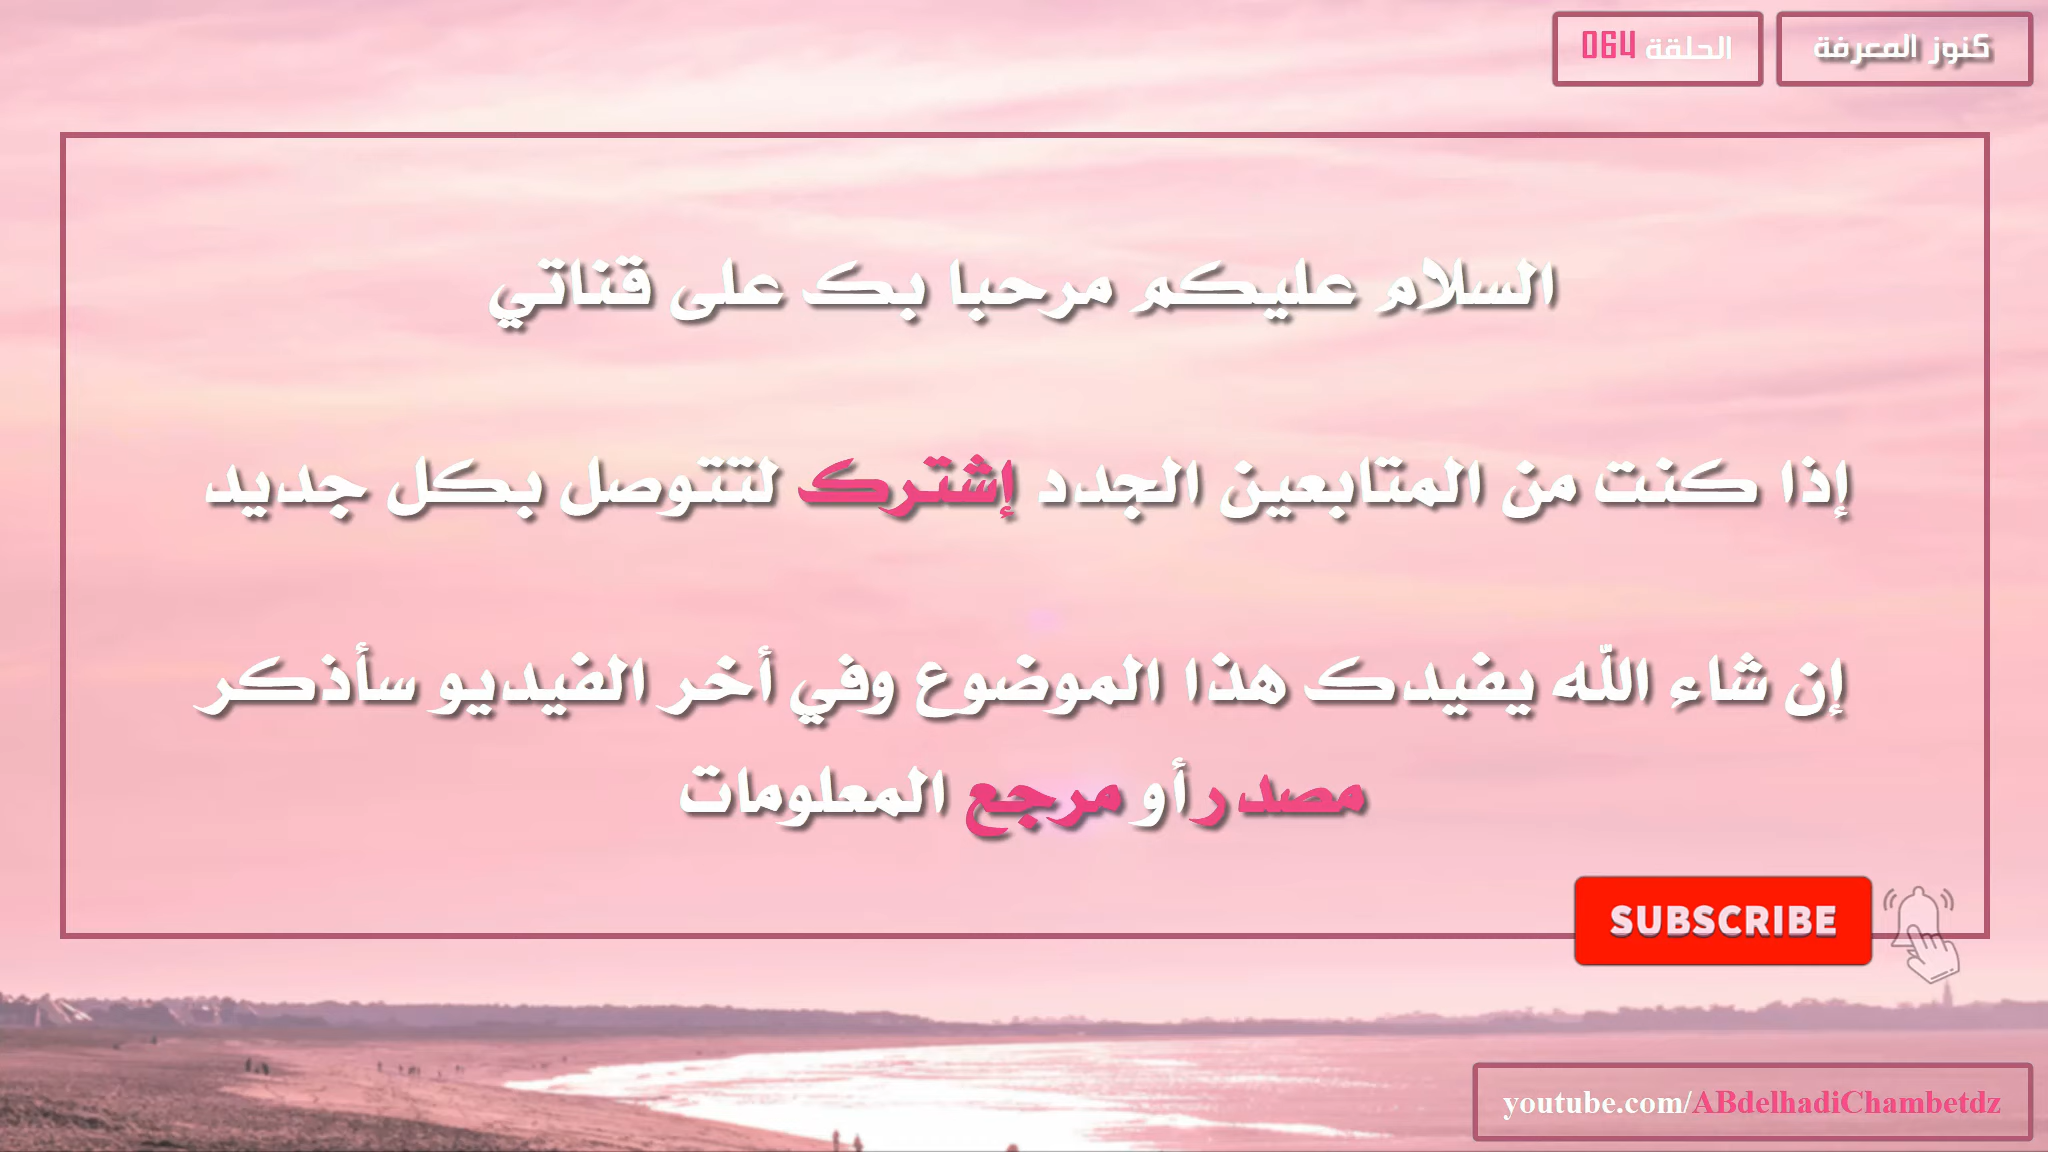 كنوز المعرفة
الحلقة 064
السلام عليكم مرحبا بك على قناتي
إذا كنت من المتابعين الجدد إشترك لتتوصل بكل جديد
إن شاء الله يفيدك هذا الموضوع وفي أخر الفيديو سأذكر
مصدر أو مرجع المعلومات
SUBSCRIBE
youtube.com/ABdelhadiChambetdz